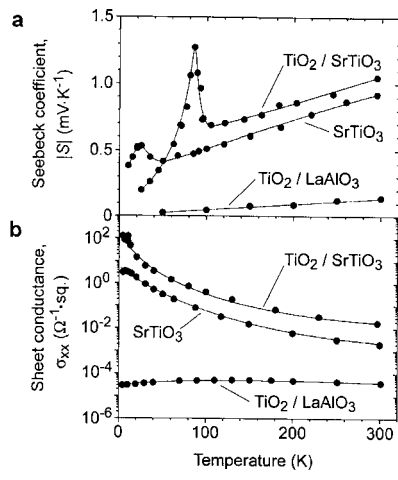 a
Seebeck coefficient,
|S| (mV·K⁻¹)
1.5
1.0
0.5
0
TiO₂ / SrTiO₃
SrTiO₃
TiO₂ / LaAlO₃
b
Sheet conductance,
σₓₓ (Ω⁻¹·sq.)
10²
10⁰
10⁻²
10⁻⁴
10⁻⁶
TiO₂ / SrTiO₃
SrTiO₃
TiO₂ / LaAlO₃
0
100
200
300
Temperature (K)